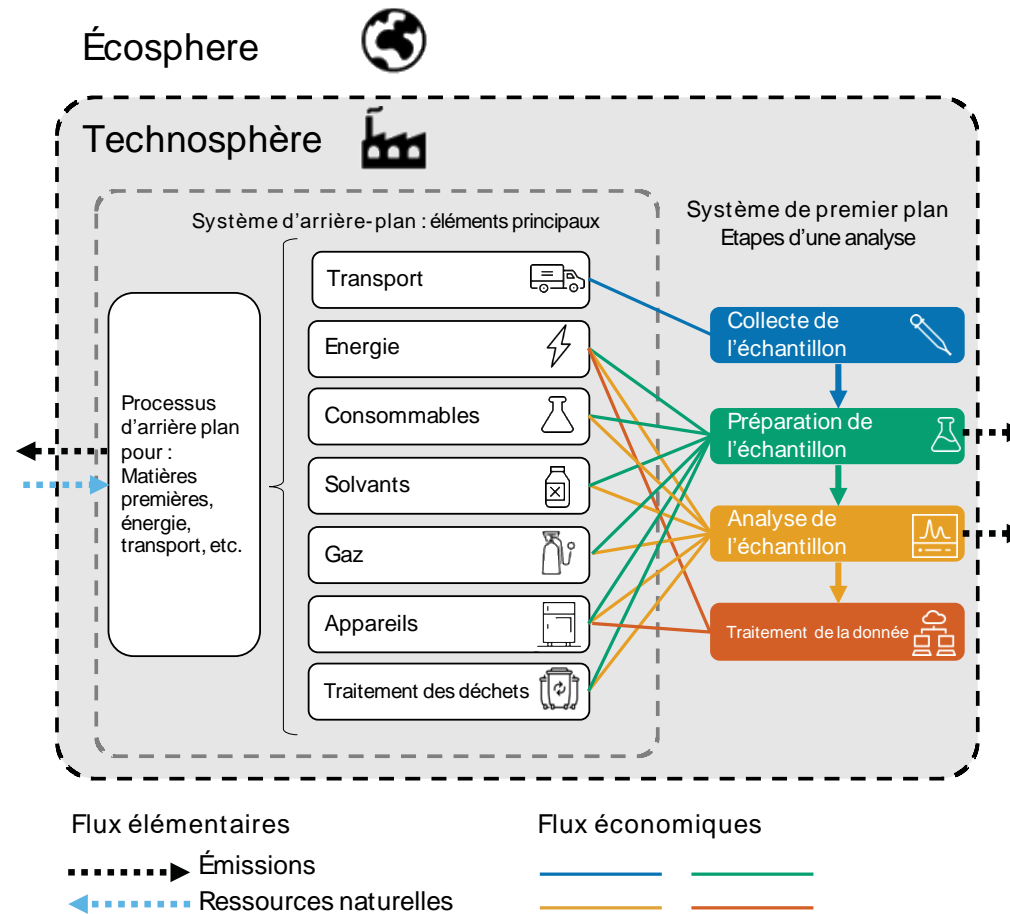 Écosphere
Technosphère
Système d'arrière-plan : éléments principaux
Système de premier plan
Etapes d'une analyse
Processus
d'arrière plan
pour :
Matières
premières,
énergie,
transport, etc.
Transport
Energie
Consommables
Solvants
Gaz
Appareils
Traitement des déchets
Collecte de
l'échantillon
Préparation de
l'échantillon
Analyse de
l'échantillon
Traitement de la donnée
Flux élémentaires
Émissions
Ressources naturelles
Flux économiques